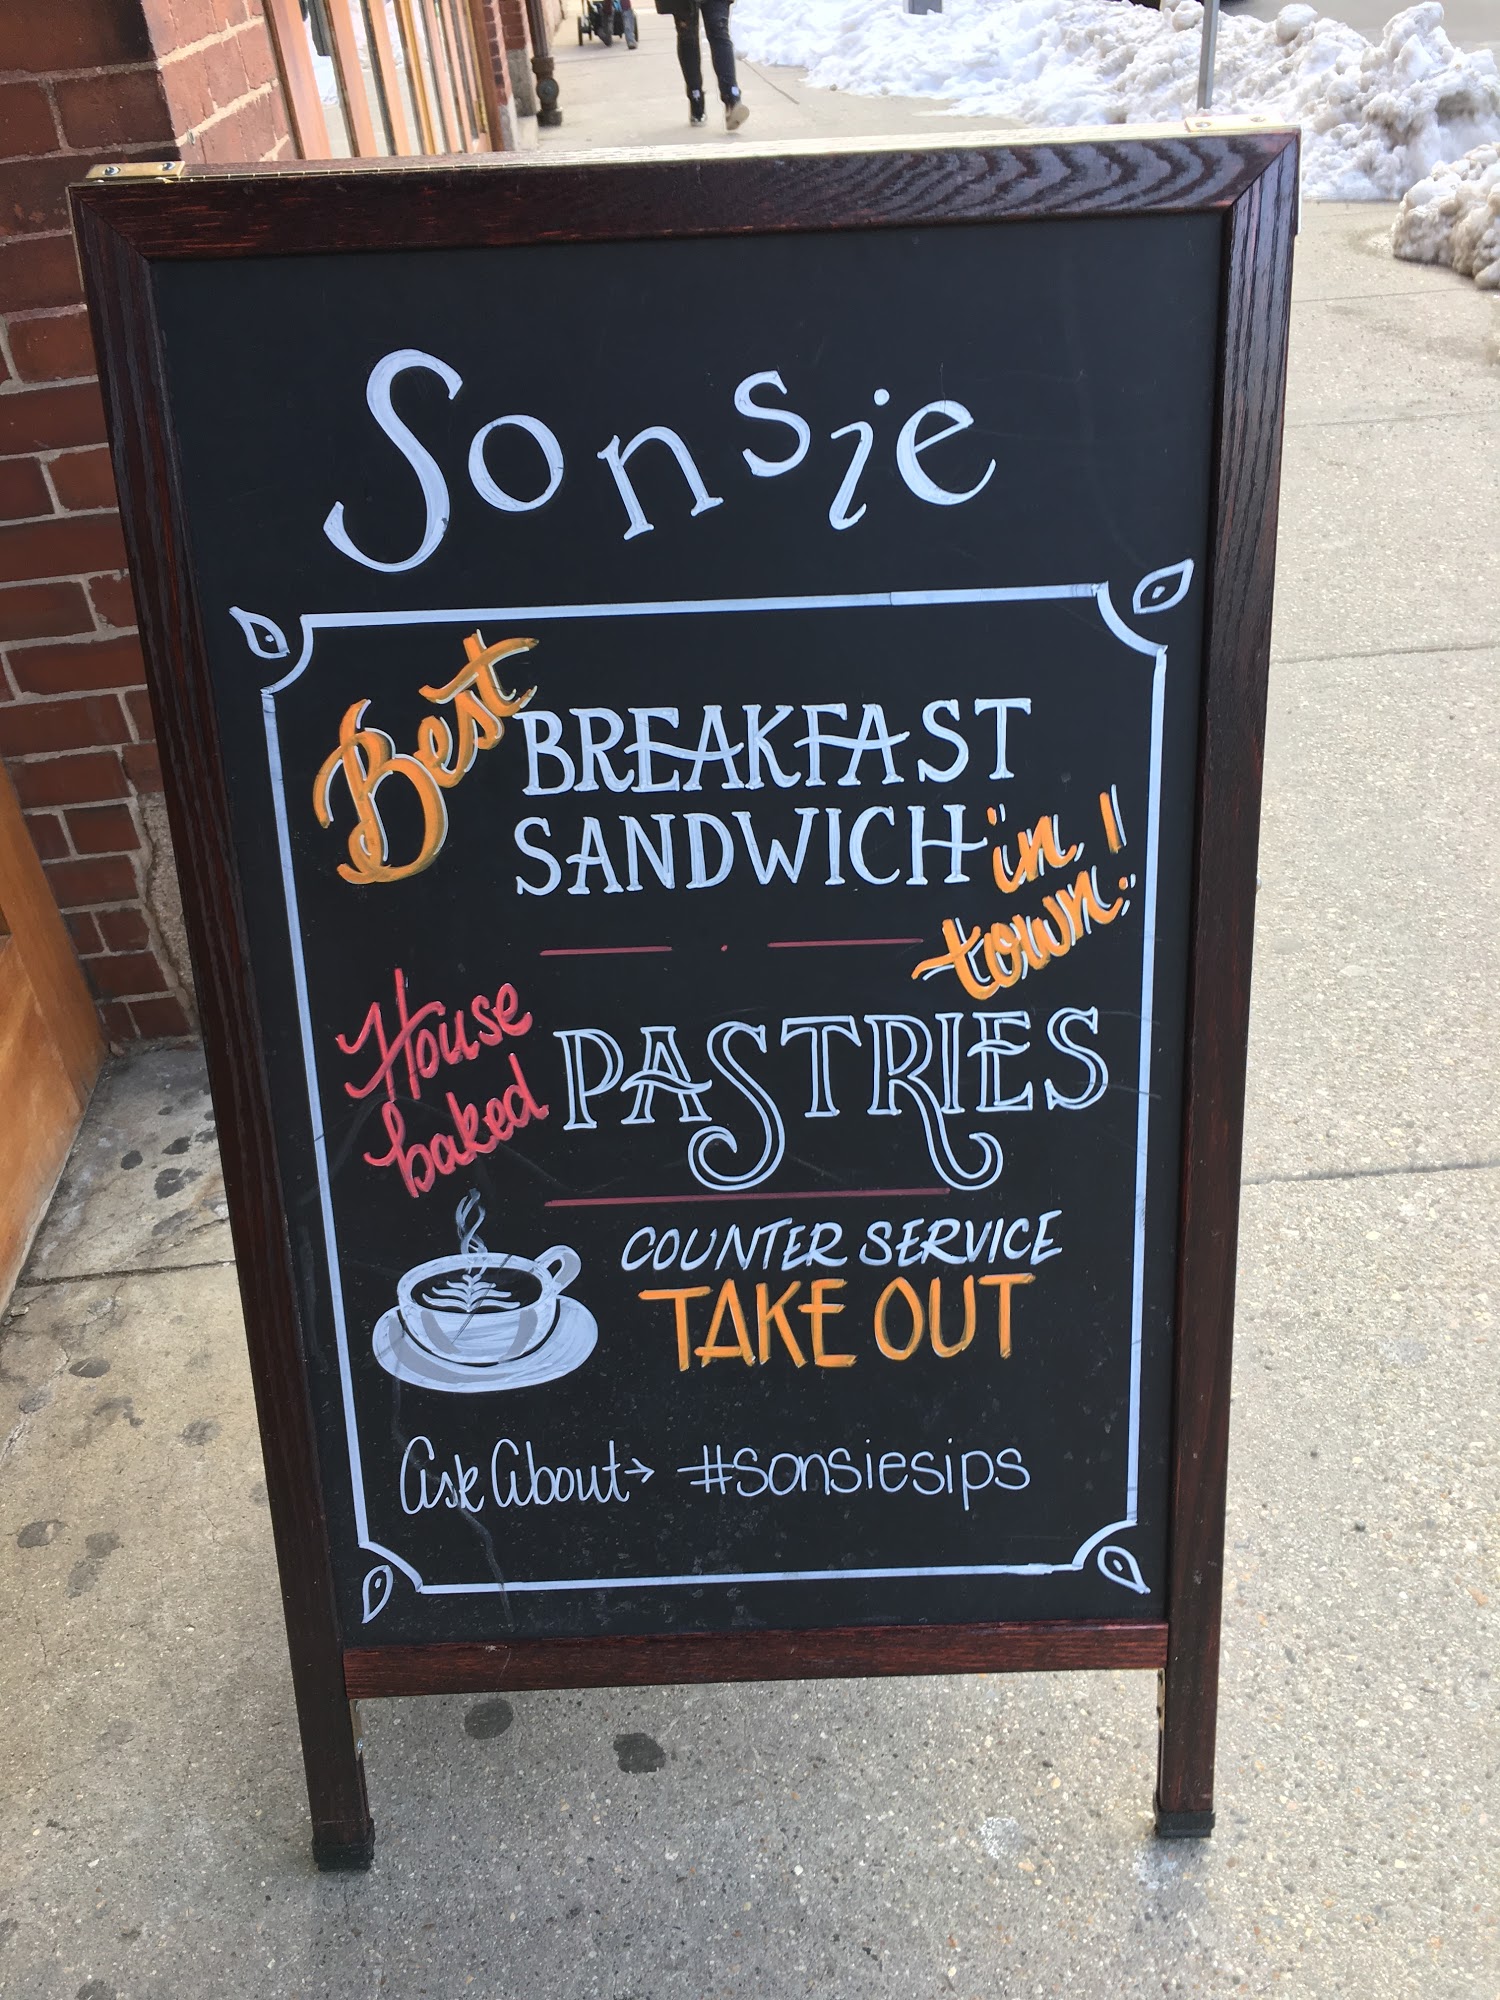 Sonsie
Best BREAKFAST
SANDWICH in
town!
House
baked PASTRIES
COUNTER SERVICE
TAKE OUT
Ask About→ #sonsiesips